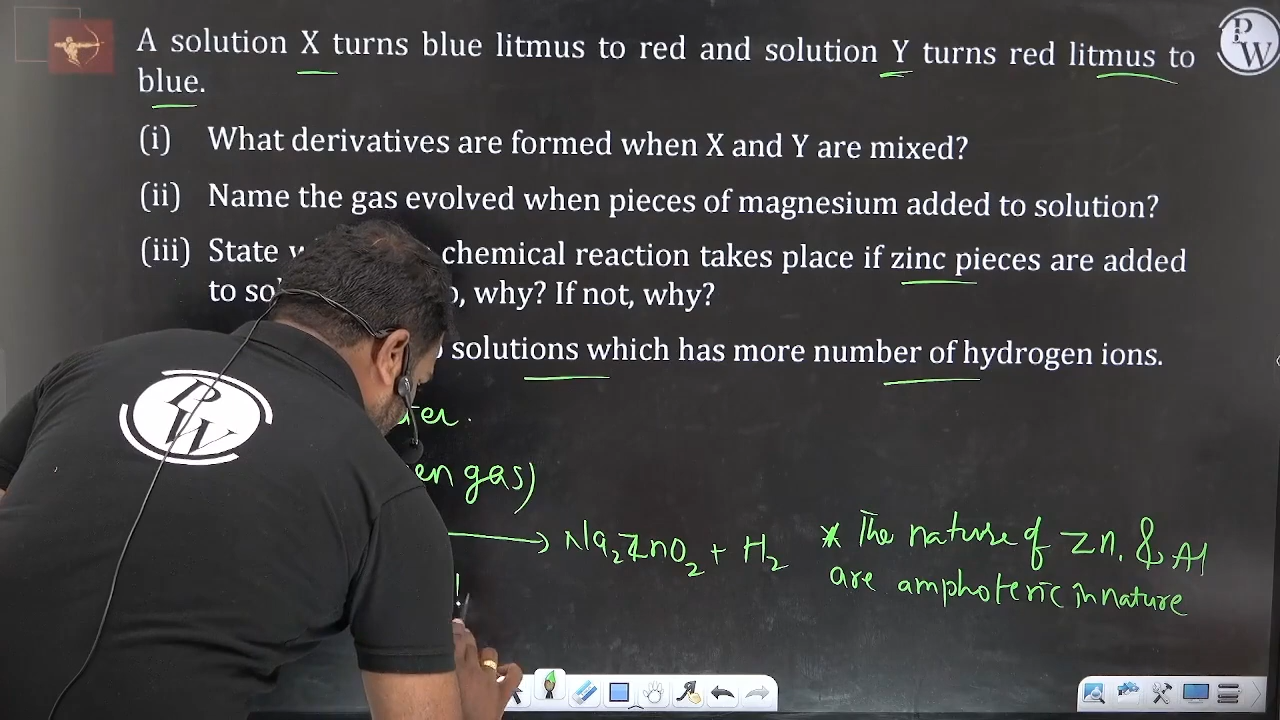 A solution X turns blue litmus to red and solution Y turns red litmus to
blue.
(i) What derivatives are formed when X and Y are mixed?
(ii) Name the gas evolved when pieces of magnesium added to solution?
(iii) State chemical reaction takes place if zinc pieces are added
to why? If not, why?
solutions which has more number of hydrogen ions.
gas)
→ Na₂ZnO₂ + H₂
* The nature of Zn. & Al
are amphoteric in nature
PW
PW